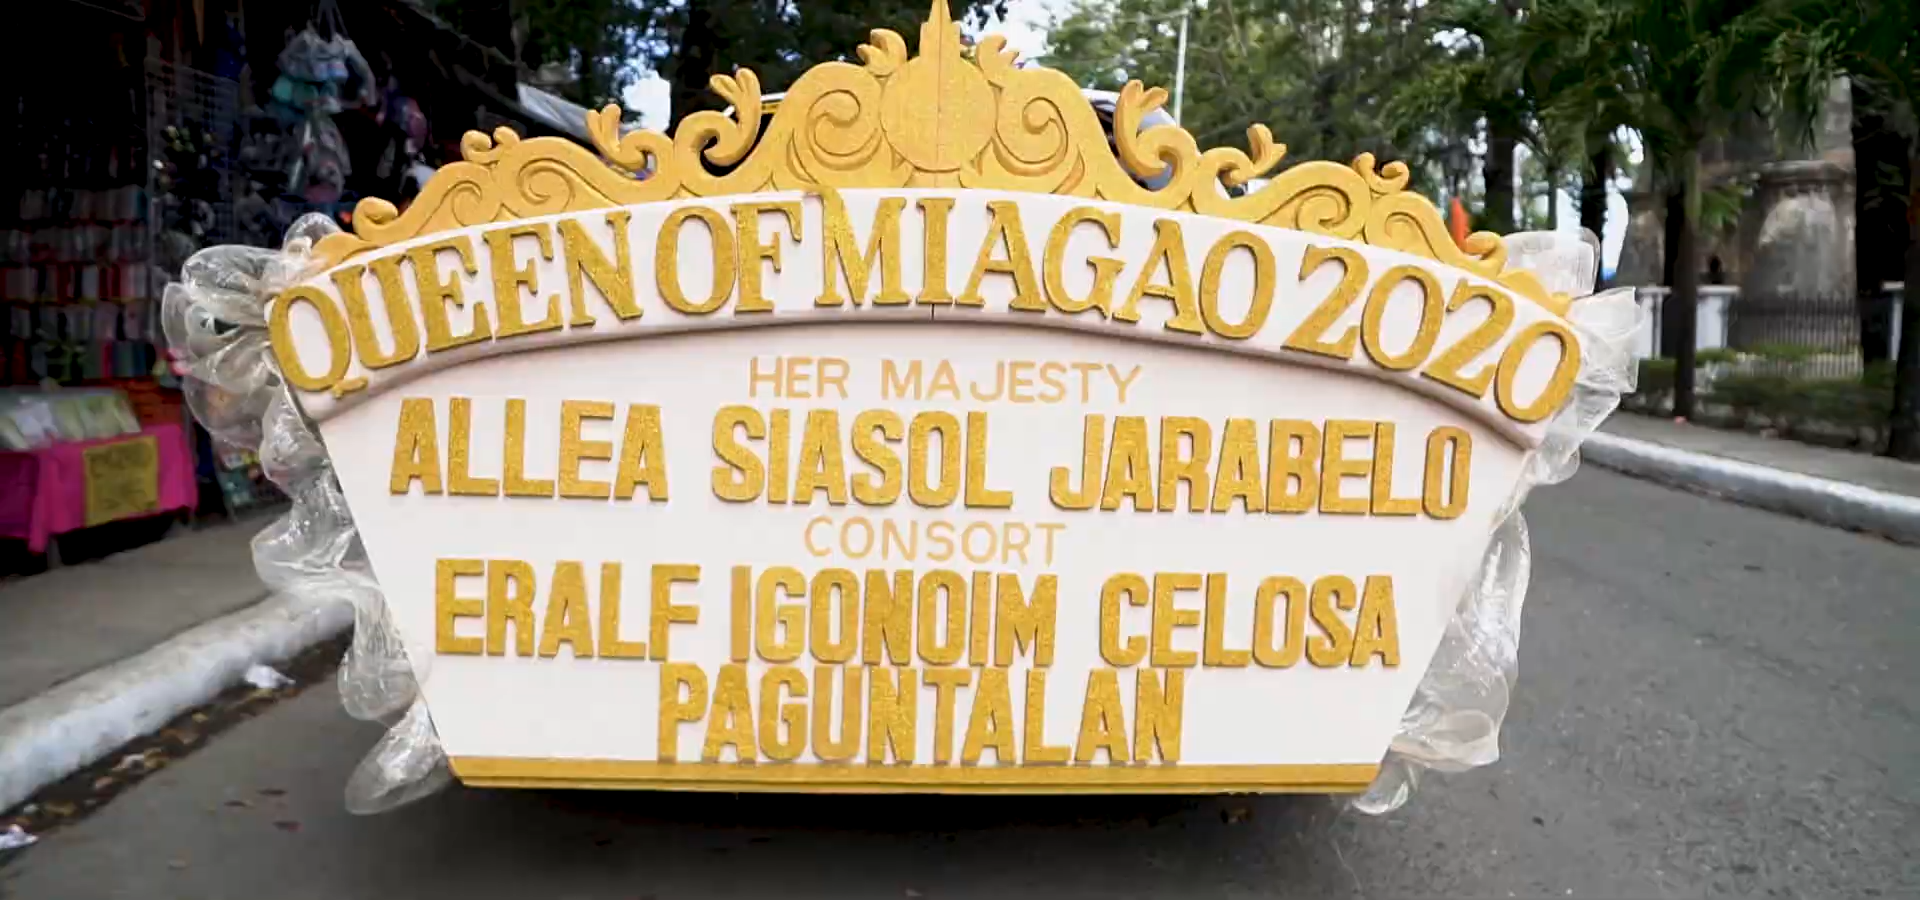 QUEEN OF MIAGAO 2020
HER MAJESTY
ALLEA SIASOL JARABELO
CONSORT
ERALF IGONOIM CELOSA
PAGUNTALAN